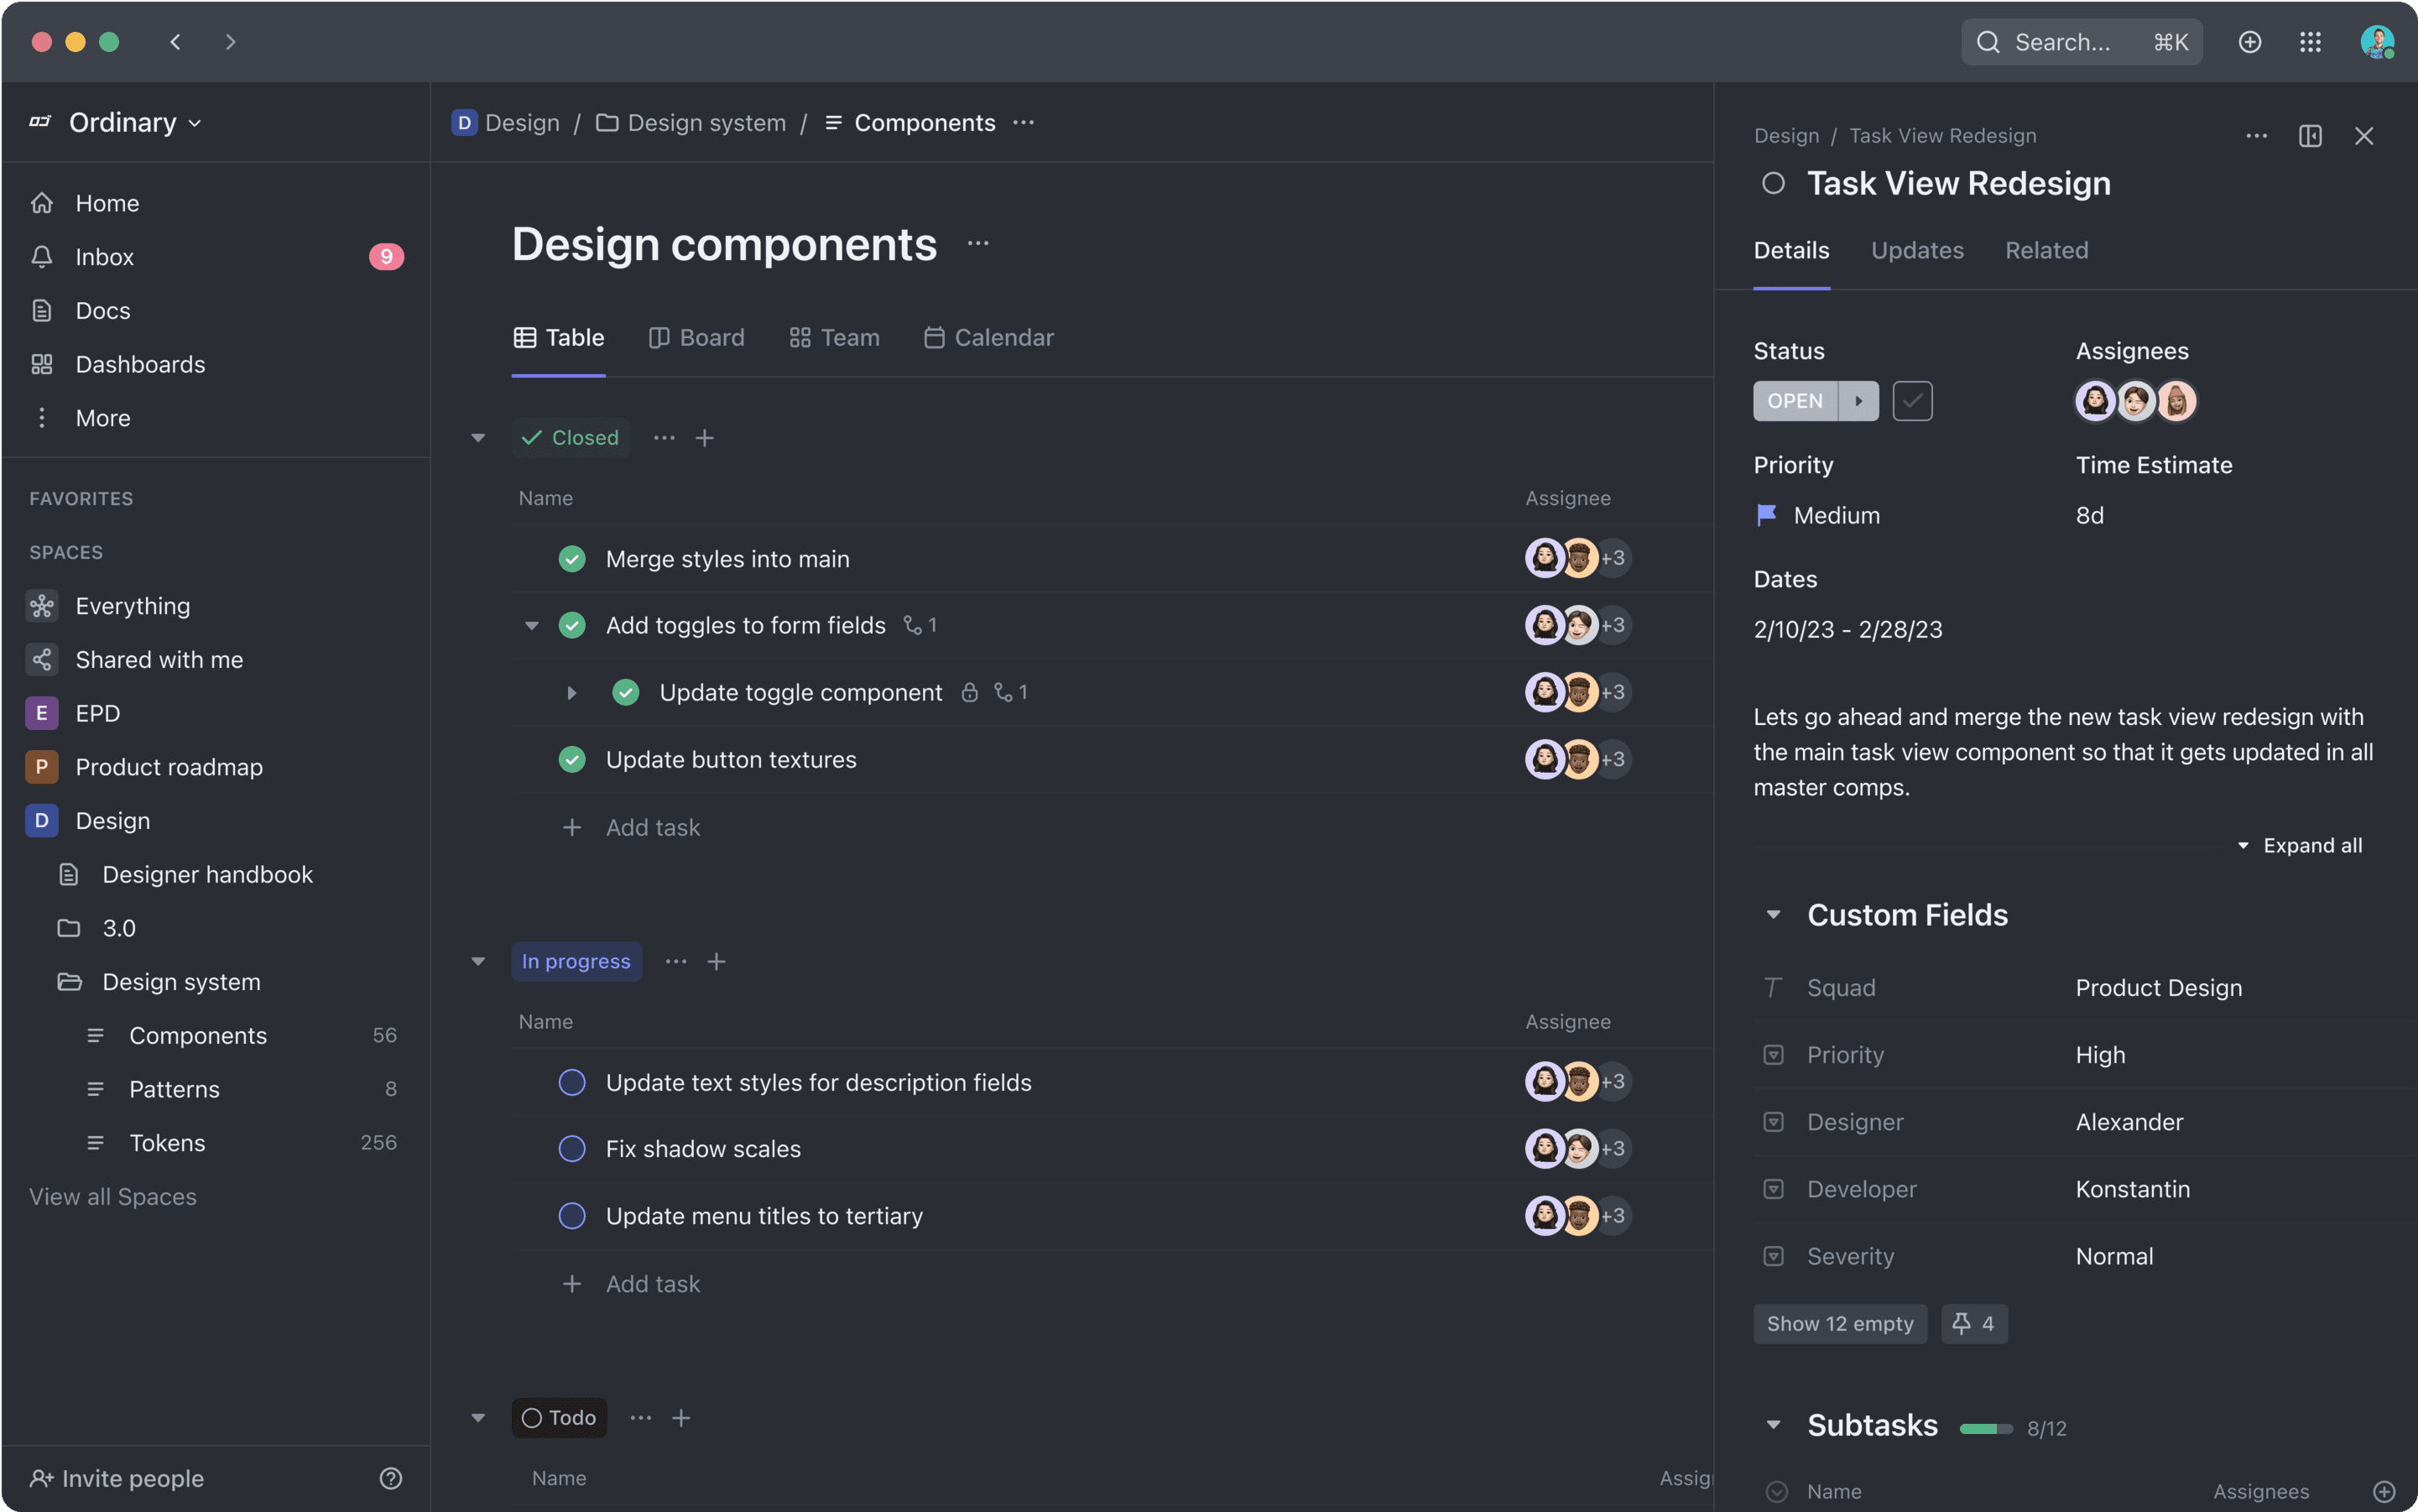 Search... ⌘K
Ordinary
Home
Inbox 9
Docs
Dashboards
More
FAVORITES
SPACES
Everything
Shared with me
E EPD
P Product roadmap
D Design
Designer handbook
3.0
Design system
Components 56
Patterns 8
Tokens 256
View all Spaces
Invite people
D Design / Design system / Components
Design components
Table Board Team Calendar
Closed
Name Assignee
Merge styles into main +3
Add toggles to form fields 1 +3
Update toggle component 1 +3
Update button textures +3
Add task
In progress
Name Assignee
Update text styles for description fields +3
Fix shadow scales +3
Update menu titles to tertiary +3
Add task
Todo
Name Assig
Design / Task View Redesign
Task View Redesign
Details Updates Related
Status Assignees
OPEN
Priority Time Estimate
Medium 8d
Dates
2/10/23 - 2/28/23
Lets go ahead and merge the new task view redesign with
the main task view component so that it gets updated in all
master comps.
Expand all
Custom Fields
Squad Product Design
Priority High
Designer Alexander
Developer Konstantin
Severity Normal
Show 12 empty 4
Subtasks 8/12
Name Assignees